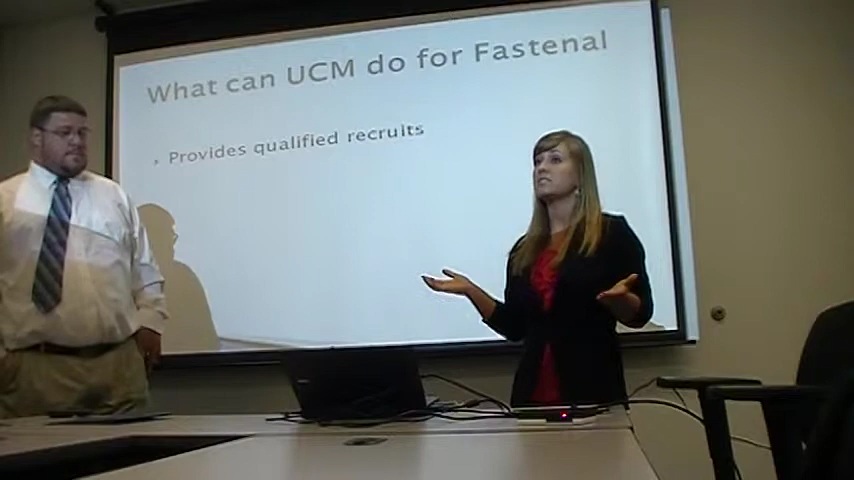 What can UCM do for Fastenal
› Provides qualified recruits